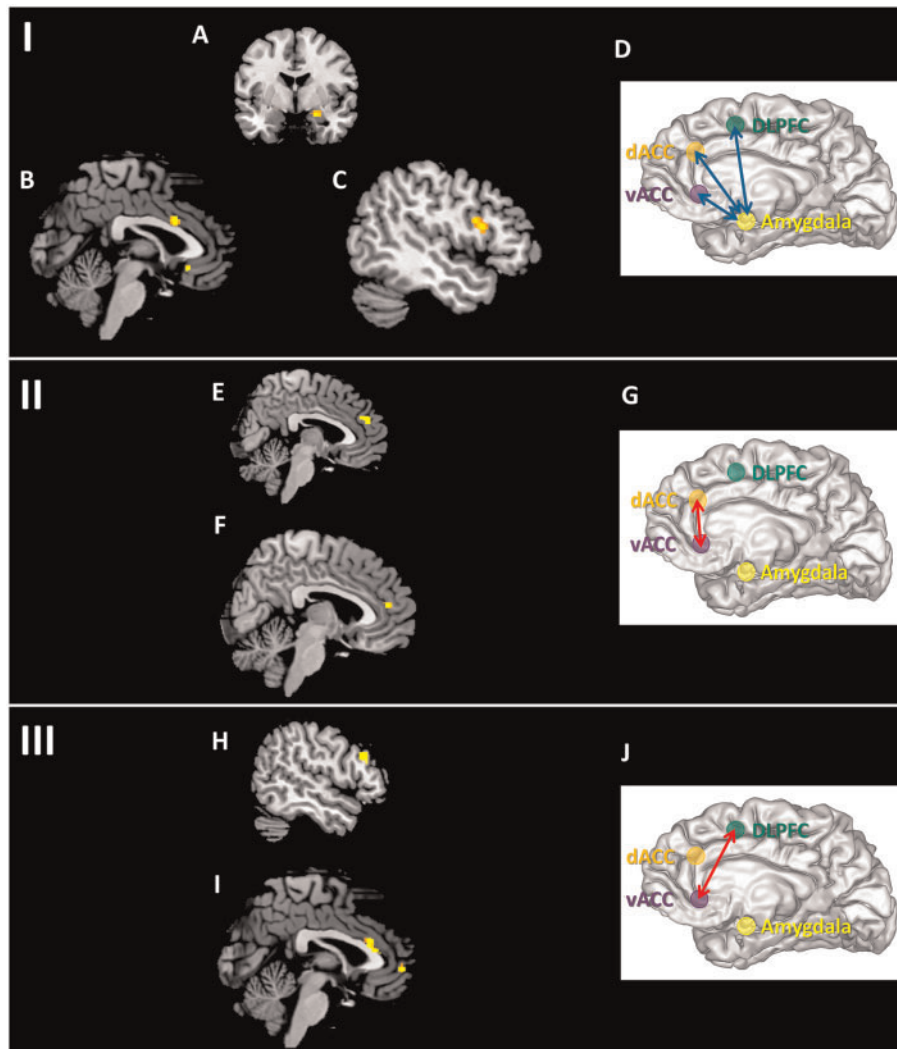 I
A
D
DLPFC
dACC
B
C
vACC
Amygdala
II
E
G
DLPFC
dACC
F
vACC
Amygdala
III
H
J
DLPFC
dACC
I
vACC
Amygdala